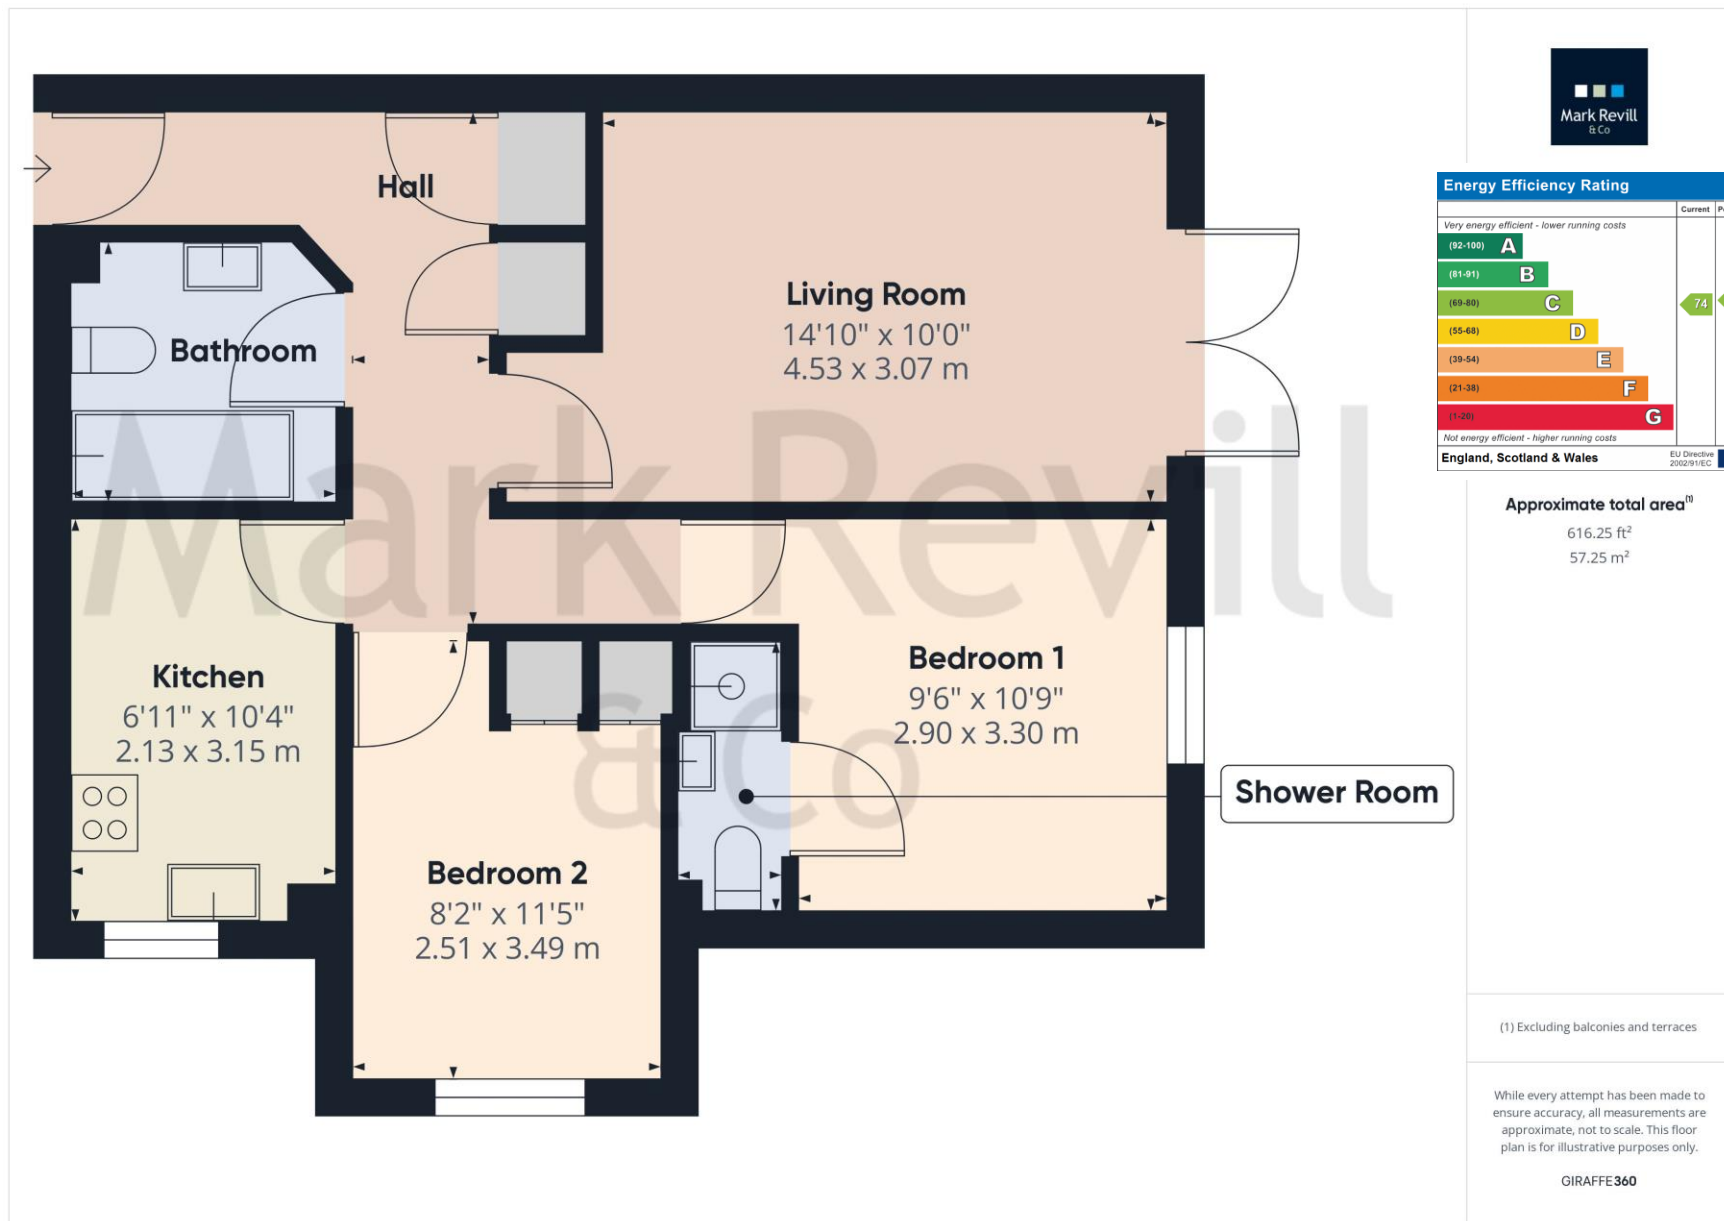 Hall
Living Room
14'10" x 10'0"
4.53 x 3.07 m
Bathroom
Mark Revill
& Co
Kitchen
6'11" x 10'4"
2.13 x 3.15 m
Bedroom 1
9'6" x 10'9"
2.90 x 3.30 m
Shower Room
Bedroom 2
8'2" x 11'5"
2.51 x 3.49 m
Mark Revill
& Co
Energy Efficiency Rating
Current
Very energy efficient - lower running costs
(92-100) A
(81-91) B
(69-80) C
74
(55-68) D
(39-54) E
(21-38) F
(1-20) G
Not energy efficient - higher running costs
England, Scotland & Wales
EU Directive
2002/91/EC
Approximate total area(1)
616.25 ft²
57.25 m²
(1) Excluding balconies and terraces
While every attempt has been made to
ensure accuracy, all measurements are
approximate, not to scale. This floor
plan is for illustrative purposes only.
GIRAFFE360